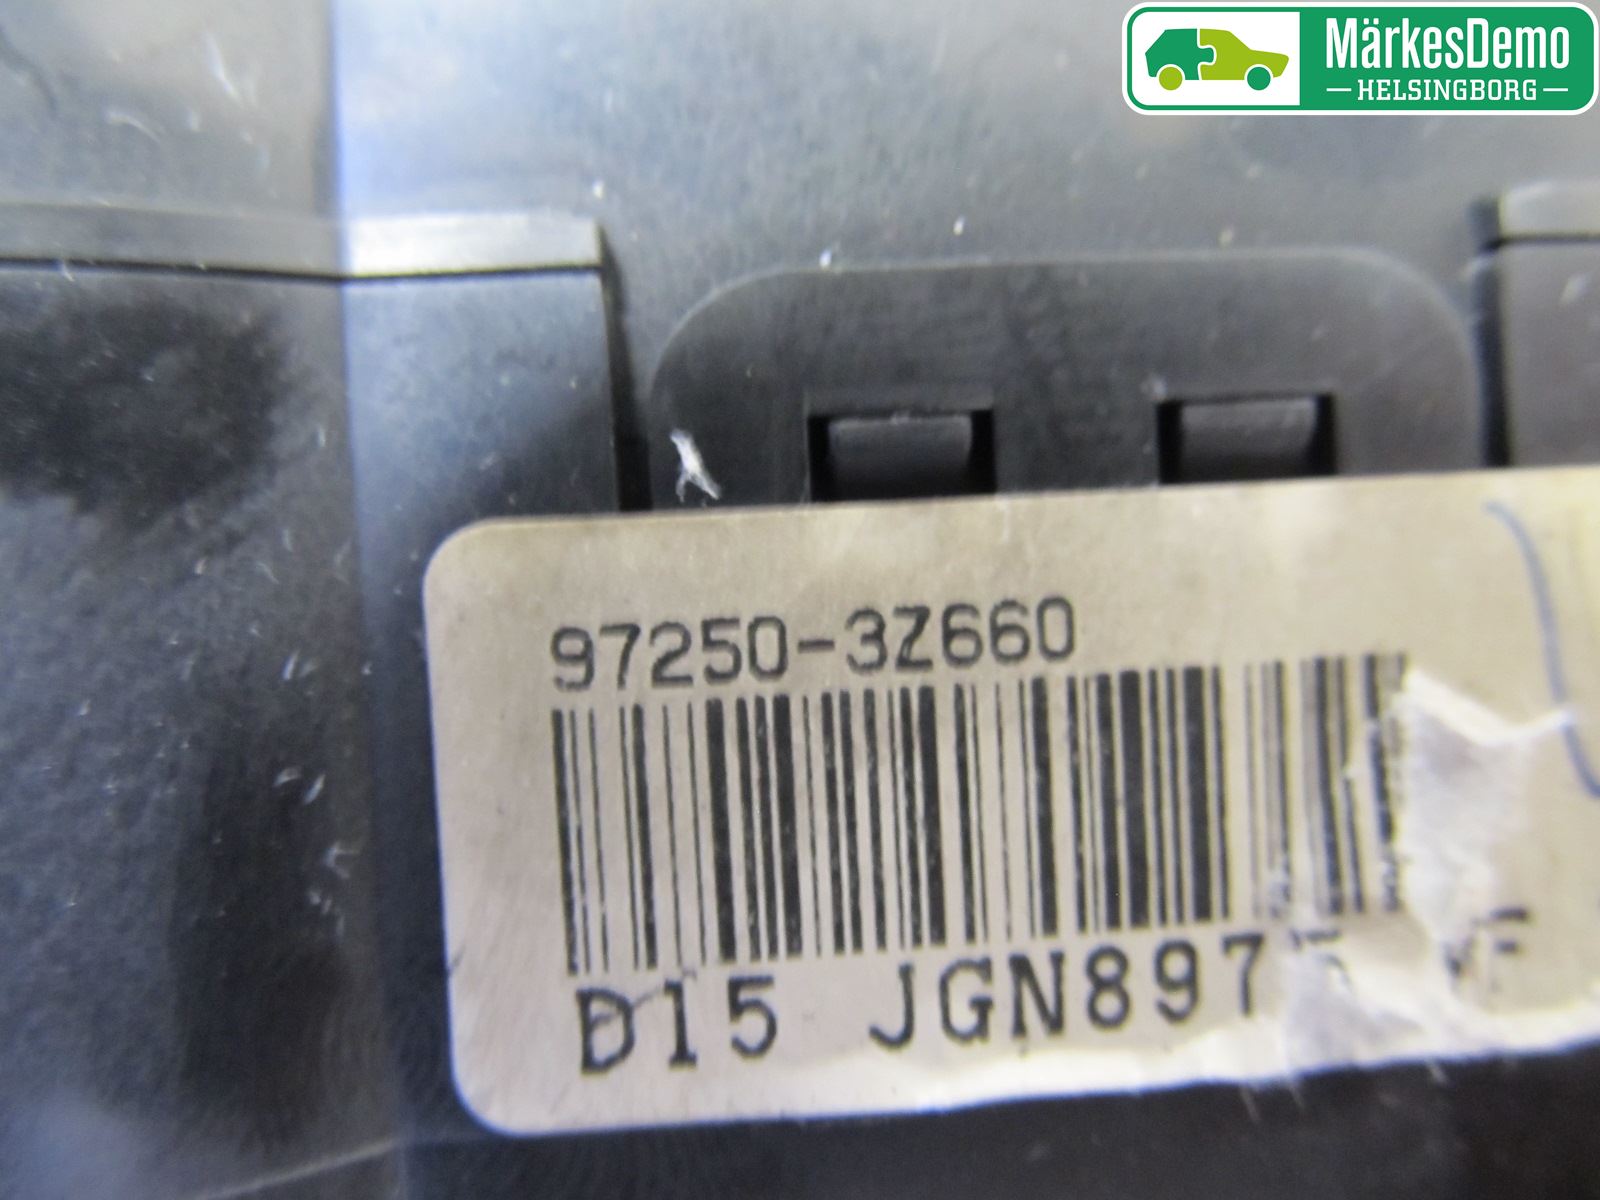 MärkesDemo
HELSINGBORG
97250-3Z660
D15 JGN897